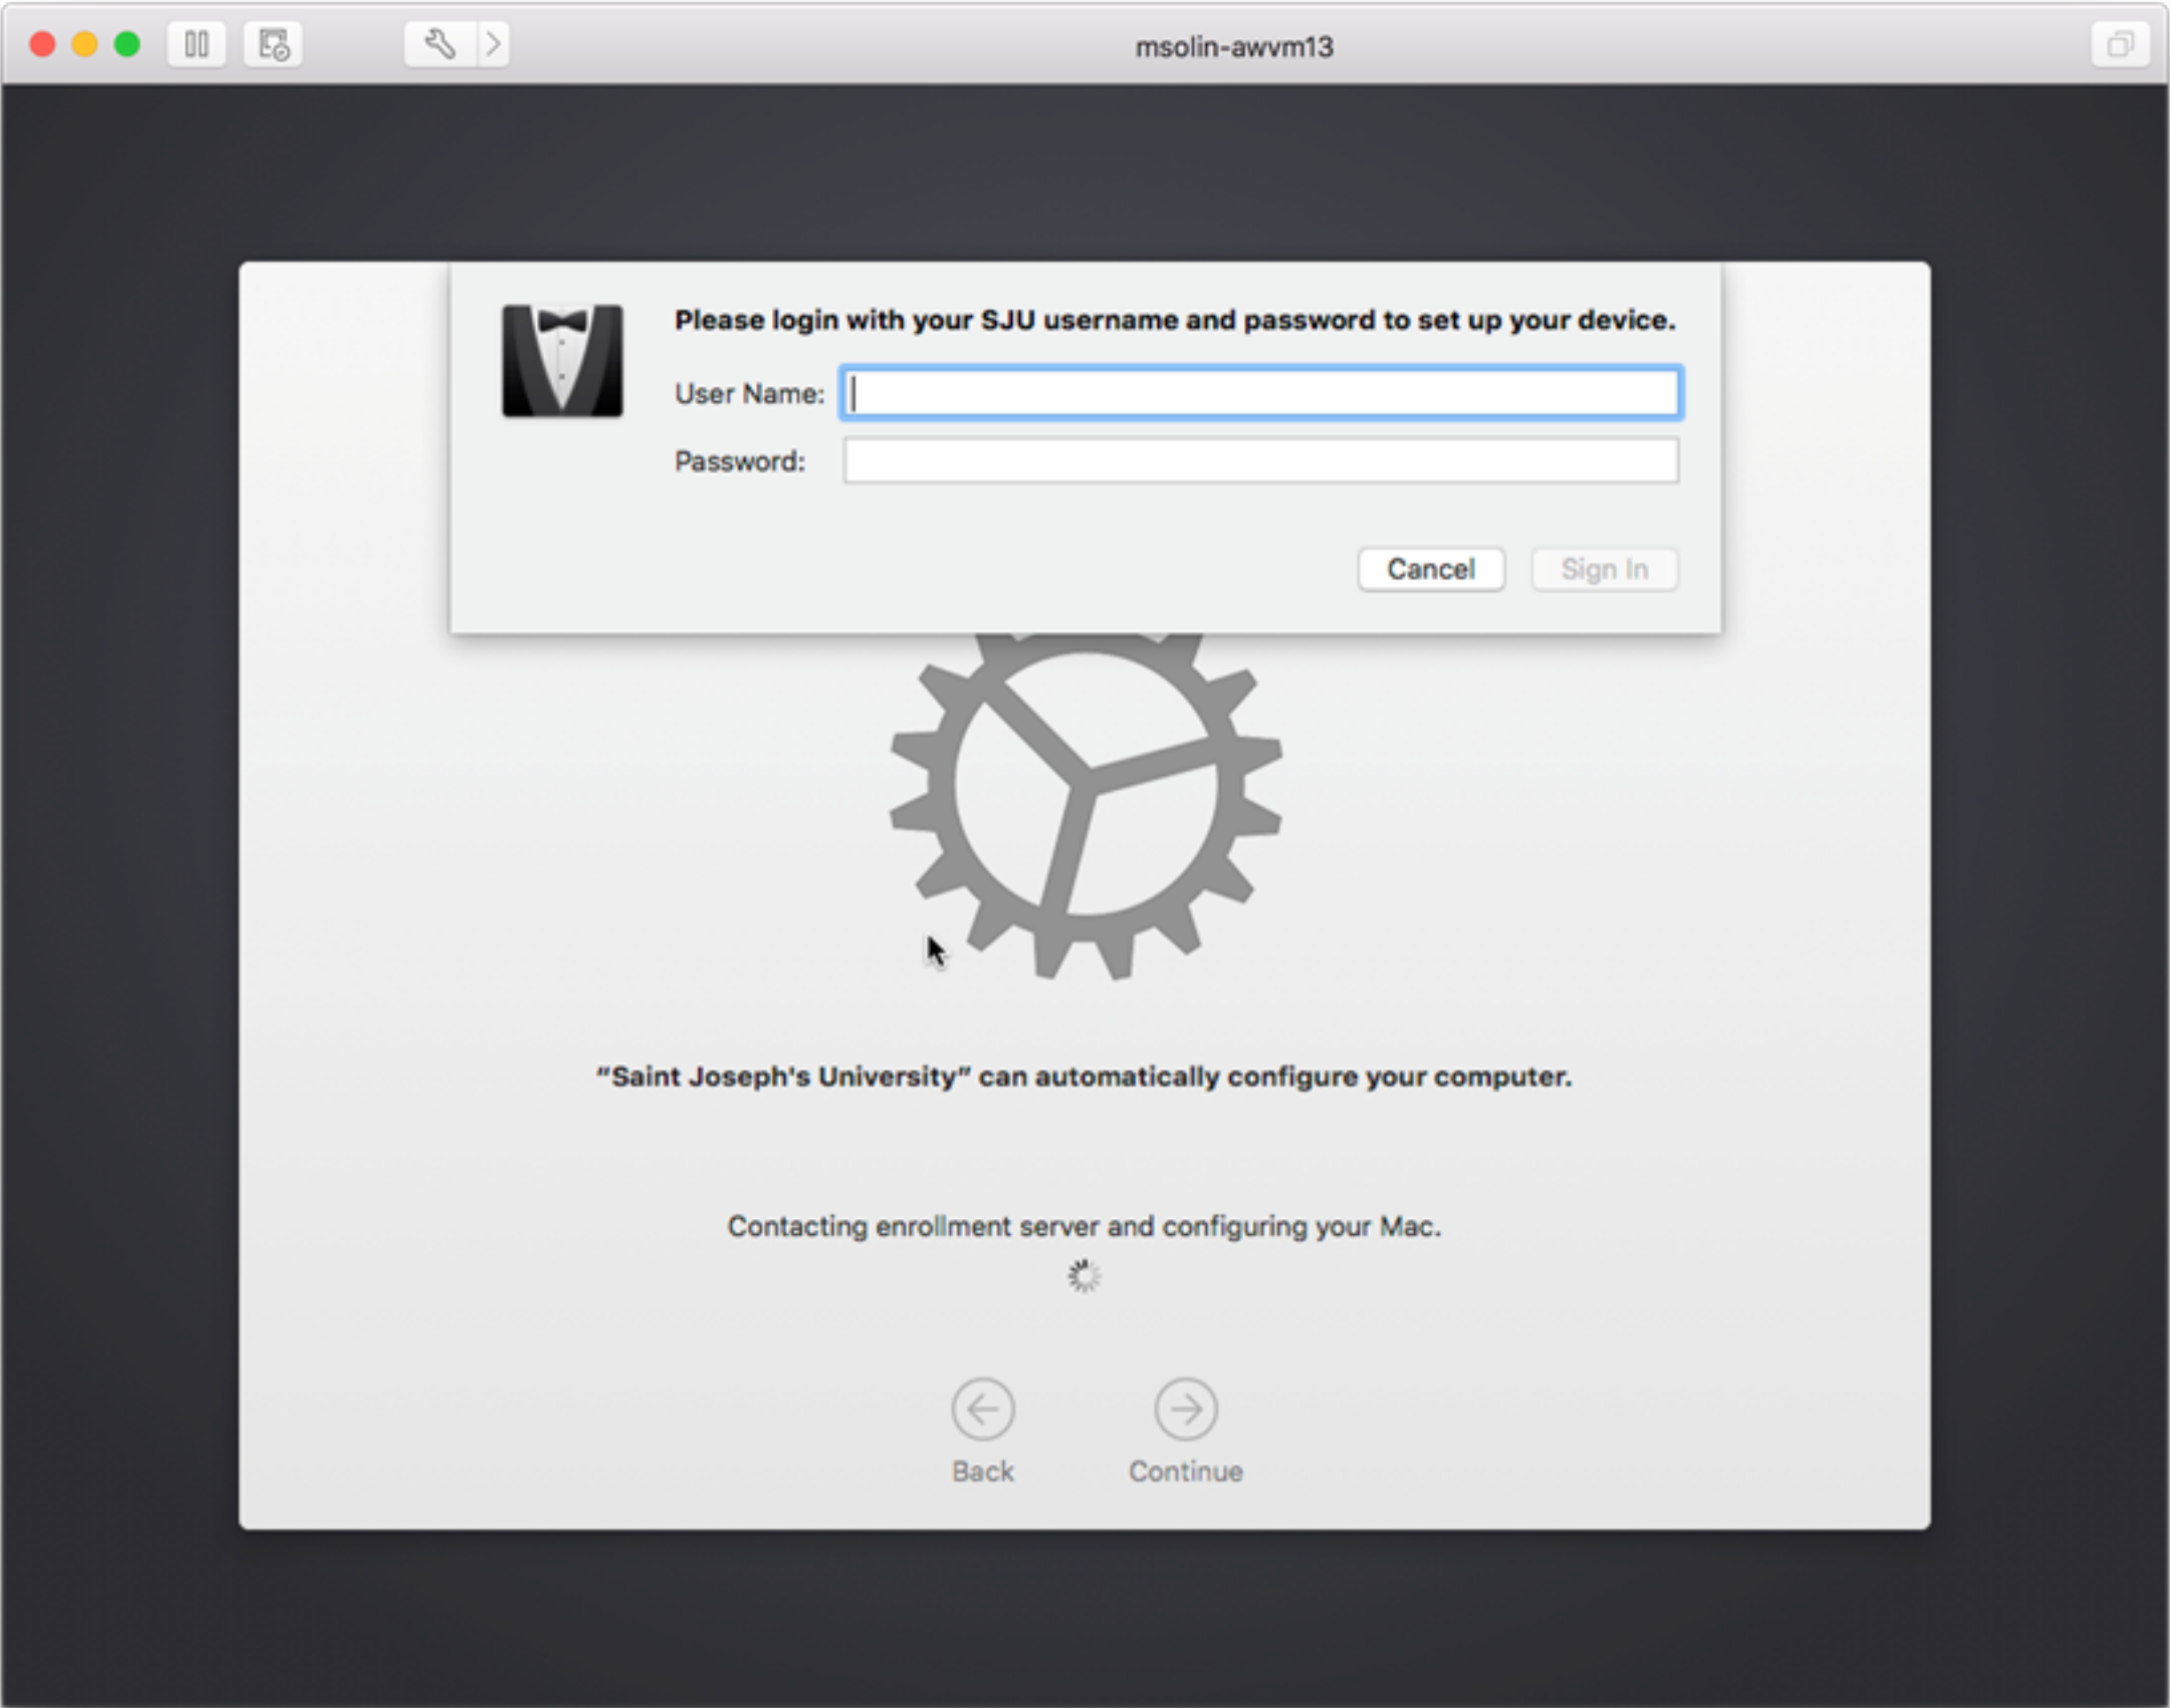 msolin-awvm13
Please login with your SJU username and password to set up your device.
User Name:
Password:
Cancel Sign In
“Saint Joseph's University” can automatically configure your computer.
Contacting enrollment server and configuring your Mac.
Back Continue